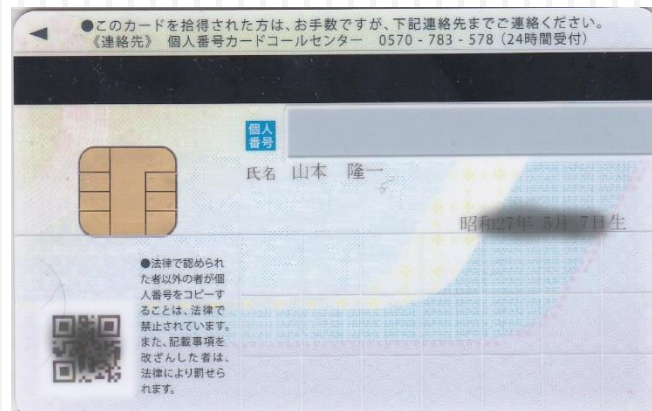 ●このカードを拾得された方は、お手数ですが、下記連絡先までご連絡ください。
《連絡先》 個人番号カードコールセンター 0570-783-578（24時間受付）
個人
番号
氏名 山本 隆一
昭和27年 5月 7日生
●法律で認められ
た者以外の者が個
人番号をコピーす
ることは、法律で
禁止されています。
また、記載事項を
改ざんした者は、
法律により罰せら
れます。